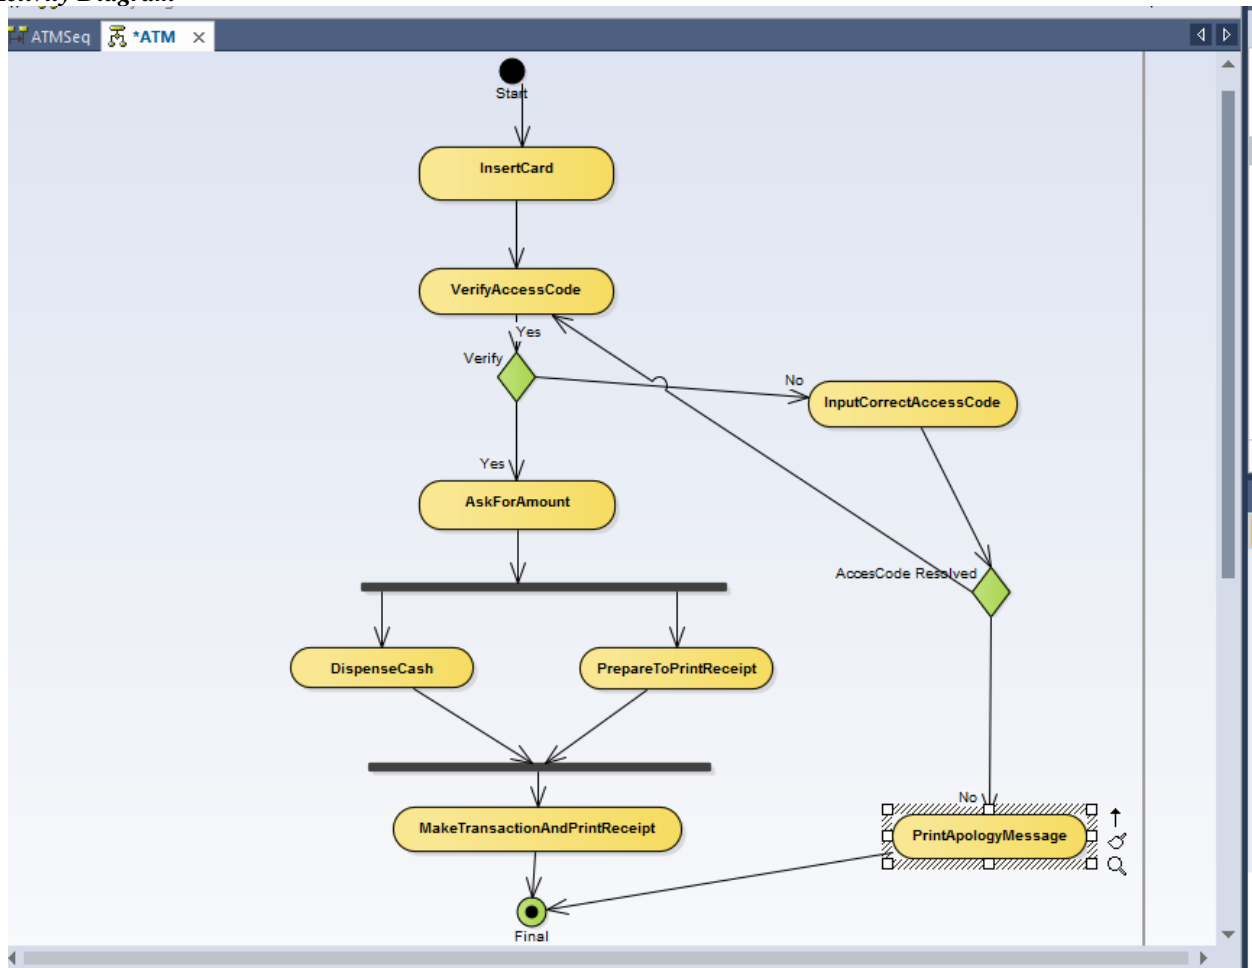 ATMSeq
*ATM
Start
InsertCard
VerifyAccessCode
Yes
Verify
No
InputCorrectAccessCode
Yes
AskForAmount
AccesCode Resolved
DispenseCash
PrepareToPrintReceipt
No
MakeTransactionAndPrintReceipt
PrintApologyMessage
Final